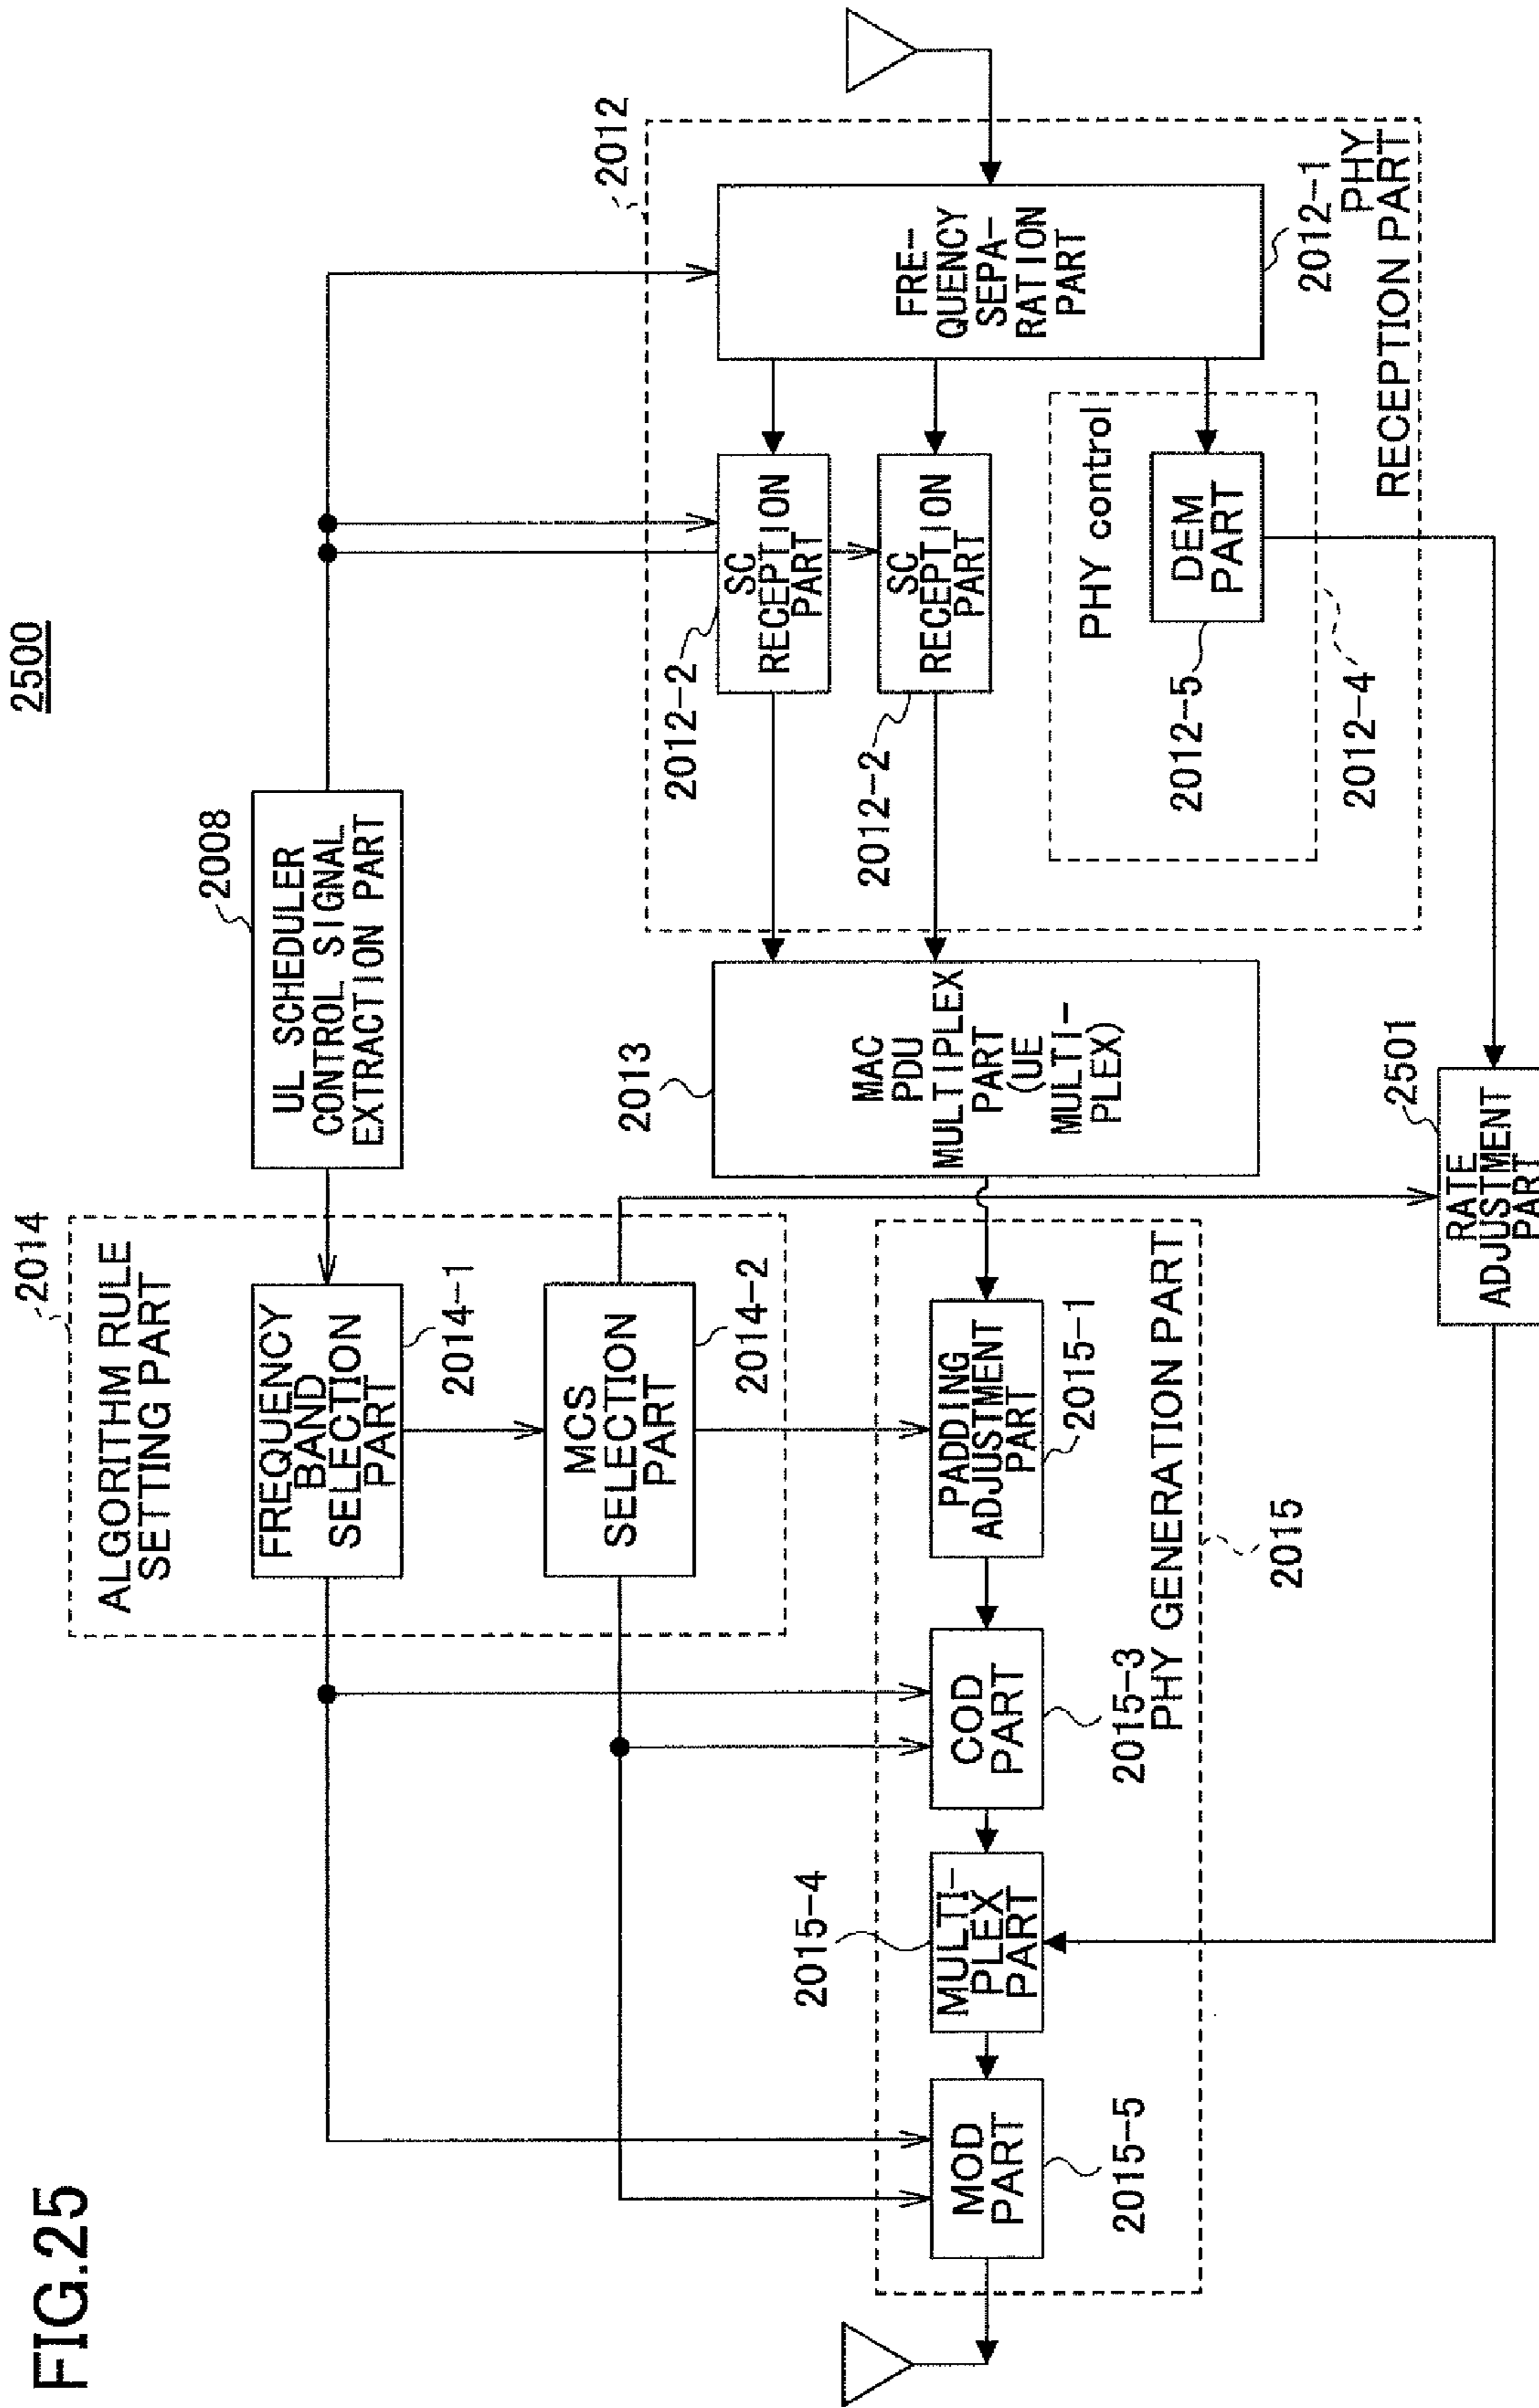 FIG.25
2500
ALGORITHM RULE
SETTING PART
2014
FREQUENCY
BAND
SELECTION
PART
2014-1
MCS
SELECTION
PART
2014-2
UL SCHEDULER
CONTROL SIGNAL
EXTRACTION PART
2008
2012
2012-2
SC
RECEPTION
PART
2012-2
SC
RECEPTION
PART
FRE-
QUENCY
SEPA-
RATION
PART
2012-1
PHY
RECEPTION PART
PHY control
DEM
PART
2012-5
2012-4
2013
MAC
PDU
MULTIPLEX
PART
(UE
MULTI-
PLEX)
MOD
PART
2015-5
2015-4
MULTI-
PLEX
PART
COD
PART
2015-3
PADDING
ADJUSTMENT
PART
2015-1
PHY GENERATION PART
2015
2501
RATE
ADJUSTMENT
PART